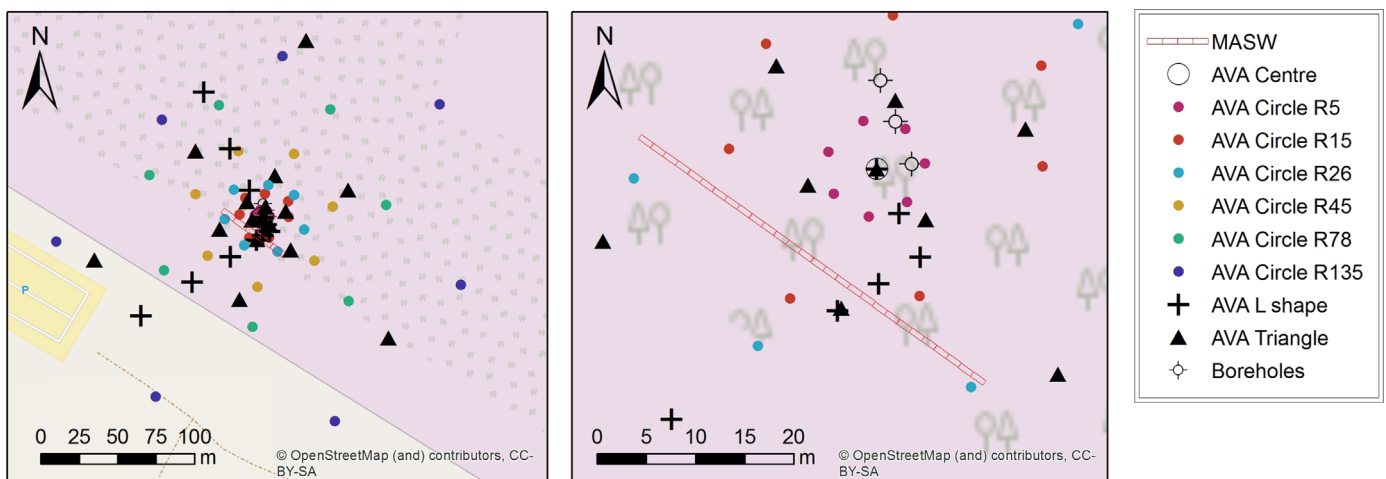 N
P
0 25 50 75 100
m
© OpenStreetMap (and) contributors, CC-
BY-SA
N
0 5 10 15 20
m
© OpenStreetMap (and) contributors, CC-
BY-SA
MASW
AVA Centre
AVA Circle R5
AVA Circle R15
AVA Circle R26
AVA Circle R45
AVA Circle R78
AVA Circle R135
AVA L shape
AVA Triangle
Boreholes